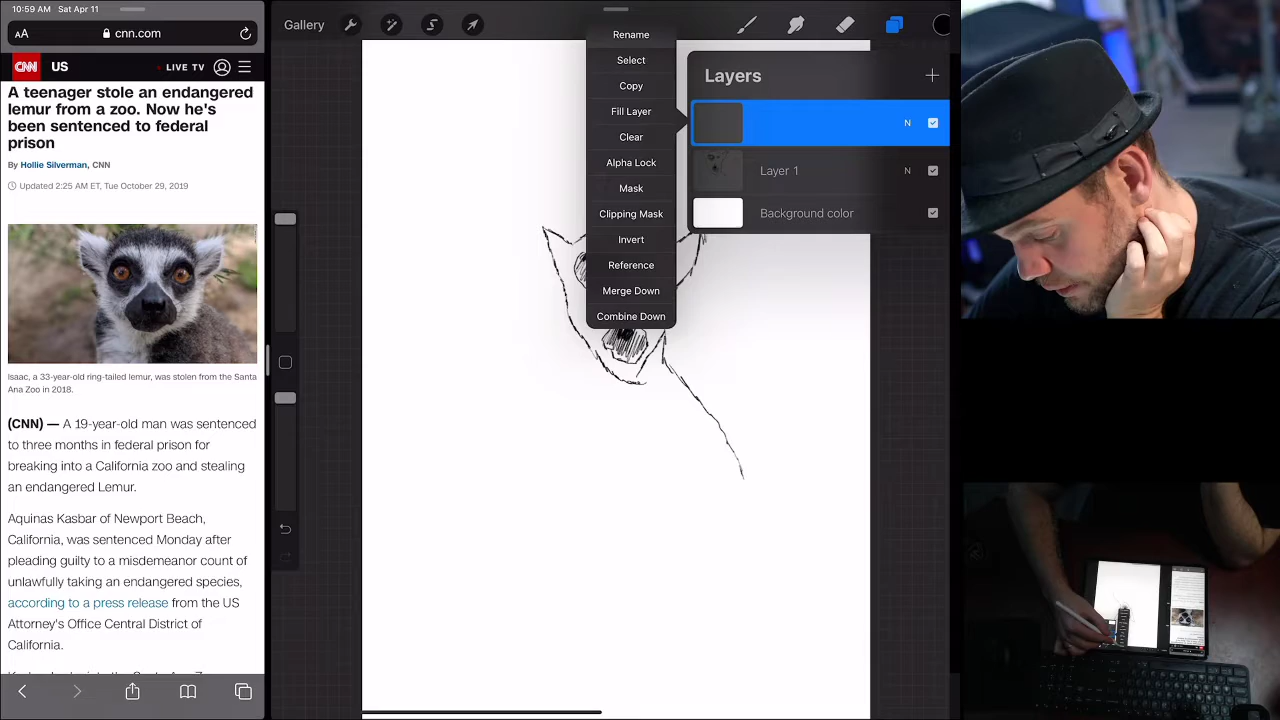 10:59 AM Sat Apr 11
AA
cnn.com
CNN
US
LIVE TV
A teenager stole an endangered
lemur from a zoo. Now he's
been sentenced to federal
prison
By Hollie Silverman, CNN
Updated 2:25 AM ET, Tue October 29, 2019
Isaac, a 33-year-old ring-tailed lemur, was stolen from the Santa
Ana Zoo in 2018.
(CNN) — A 19-year-old man was sentenced
to three months in federal prison for
breaking into a California zoo and stealing
an endangered Lemur.
Aquinas Kasbar of Newport Beach,
California, was sentenced Monday after
pleading guilty to a misdemeanor count of
unlawfully taking an endangered species,
according to a press release from the US
Attorney's Office Central District of
California.
Gallery
Rename
Select
Copy
Fill Layer
Clear
Alpha Lock
Mask
Clipping Mask
Invert
Reference
Merge Down
Combine Down
Layers
N
Layer 1
N
Background color